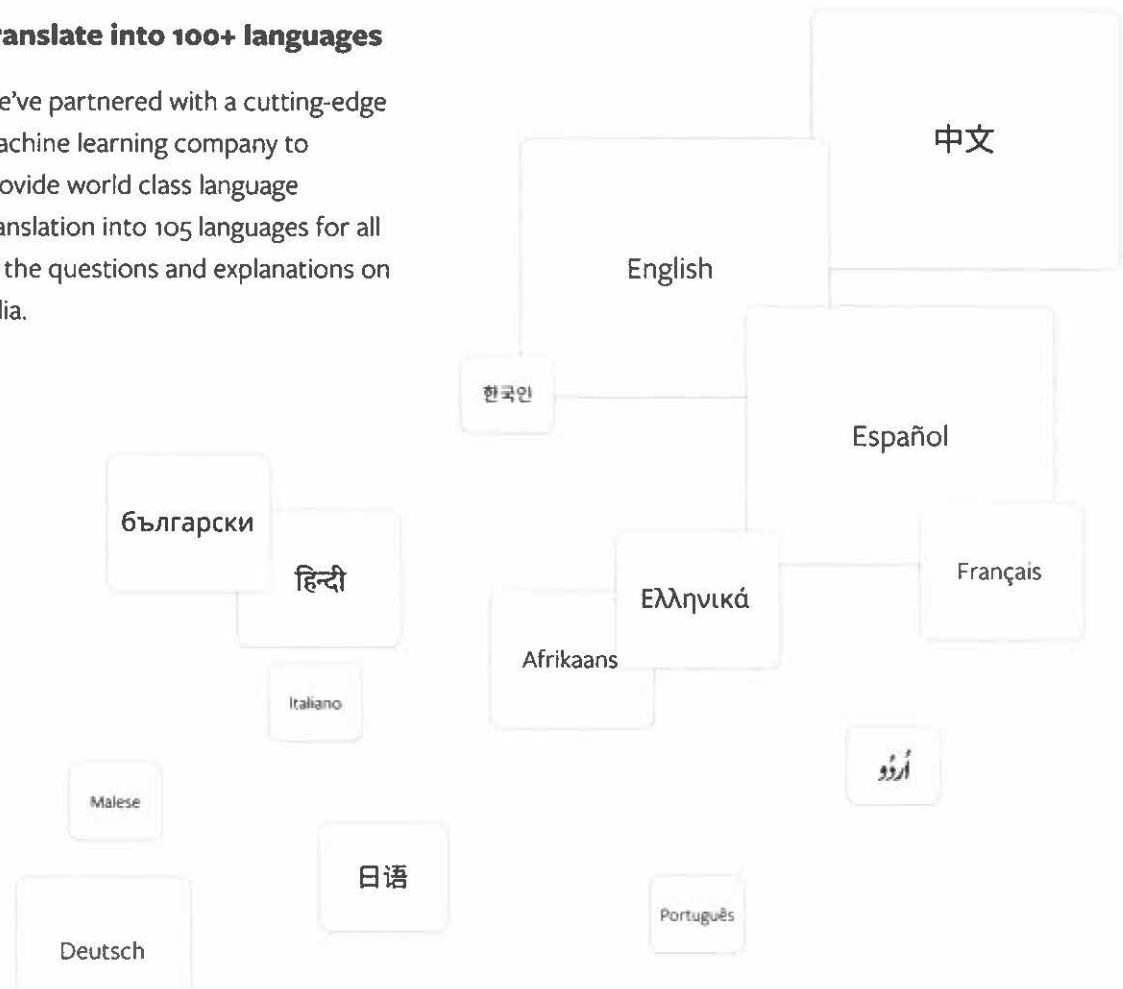 ranslate into 100+ languages
e've partnered with a cutting-edge
achine learning company to
ovide world class language
anslation into 105 languages for all
the questions and explanations on
lia.
中文
English
한국인
Español
български
हिन्दी
Ελληνικά
Français
Afrikaans
Italiano
اُردُو
Malese
日语
Português
Deutsch